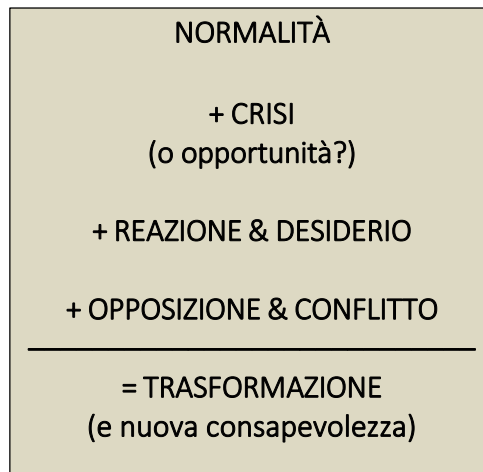 NORMALITÀ
+ CRISI
(o opportunità?)
+ REAZIONE & DESIDERIO
+ OPPOSIZIONE & CONFLITTO
= TRASFORMAZIONE
(e nuova consapevolezza)